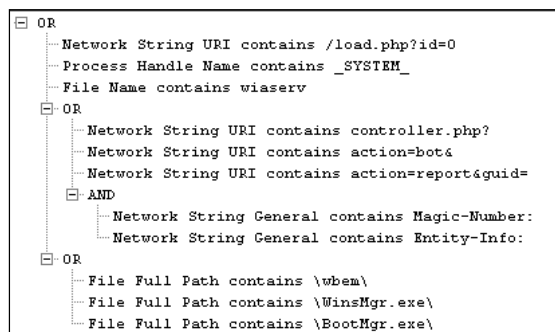 OR
Network String URI contains /load.php?id=0
Process Handle Name contains _SYSTEM_
File Name contains wiaserv
OR
Network String URI contains controller.php?
Network String URI contains action=bot&
Network String URI contains action=report&guid=
AND
Network String General contains Magic-Number:
Network String General contains Entity-Info:
OR
File Full Path contains \wbem\
File Full Path contains \WinsMgr.exe\
File Full Path contains \BootMgr.exe\